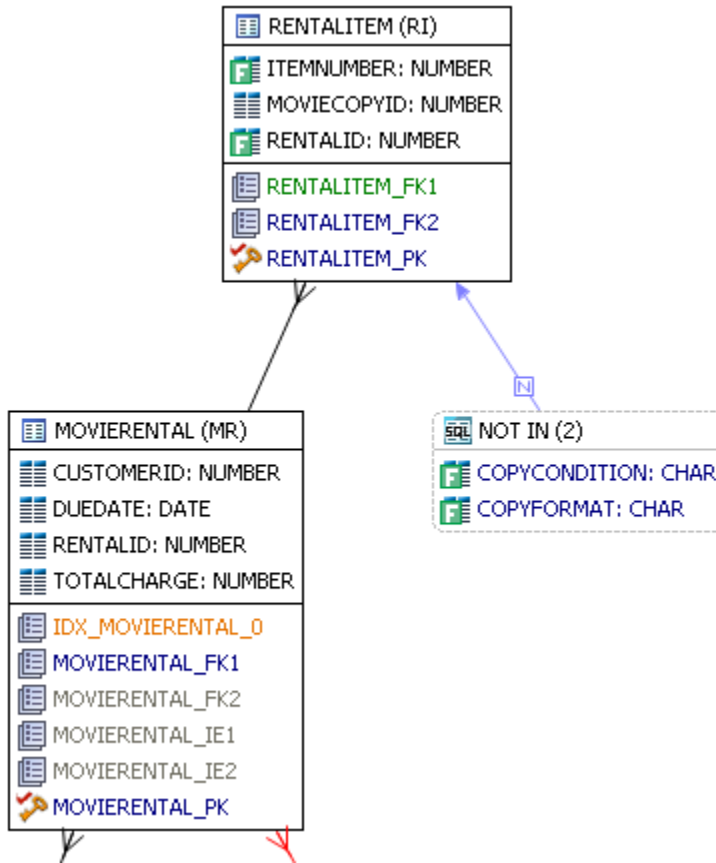 RENTALITEM (RI)
ITEMNUMBER: NUMBER
MOVIECOPYID: NUMBER
RENTALID: NUMBER
RENTALITEM_FK1
RENTALITEM_FK2
RENTALITEM_PK
N
MOVIERENTAL (MR)
CUSTOMERID: NUMBER
DUEDATE: DATE
RENTALID: NUMBER
TOTALCHARGE: NUMBER
IDX_MOVIERENTAL_0
MOVIERENTAL_FK1
MOVIERENTAL_FK2
MOVIERENTAL_IE1
MOVIERENTAL_IE2
MOVIERENTAL_PK
SQL NOT IN (2)
F COPYCONDITION: CHAR
F COPYFORMAT: CHAR